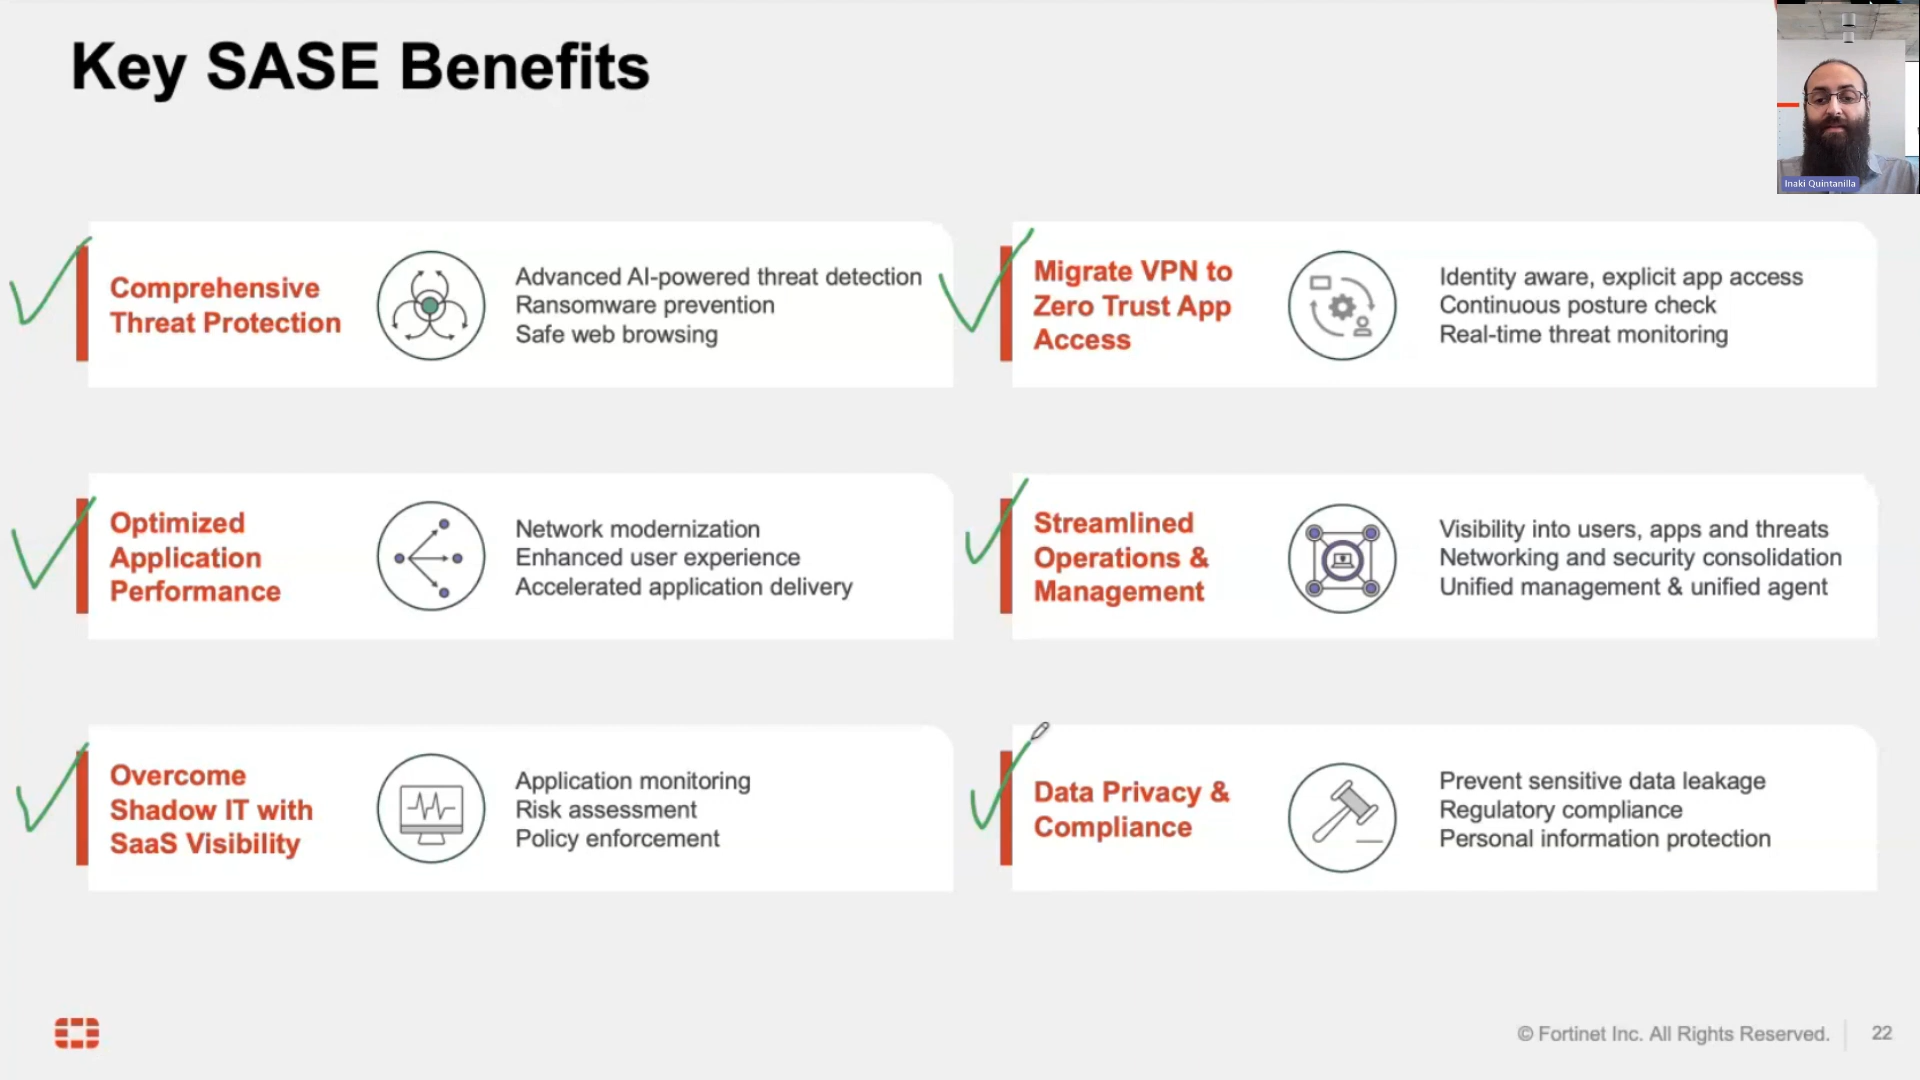 Key SASE Benefits
Inaki Quintanilla
Comprehensive
Threat Protection
Advanced AI-powered threat detection
Ransomware prevention
Safe web browsing
Migrate VPN to
Zero Trust App
Access
Identity aware, explicit app access
Continuous posture check
Real-time threat monitoring
Optimized
Application
Performance
Network modernization
Enhanced user experience
Accelerated application delivery
Streamlined
Operations &
Management
Visibility into users, apps and threats
Networking and security consolidation
Unified management & unified agent
Overcome
Shadow IT with
SaaS Visibility
Application monitoring
Risk assessment
Policy enforcement
Data Privacy &
Compliance
Prevent sensitive data leakage
Regulatory compliance
Personal information protection
© Fortinet Inc. All Rights Reserved.
22